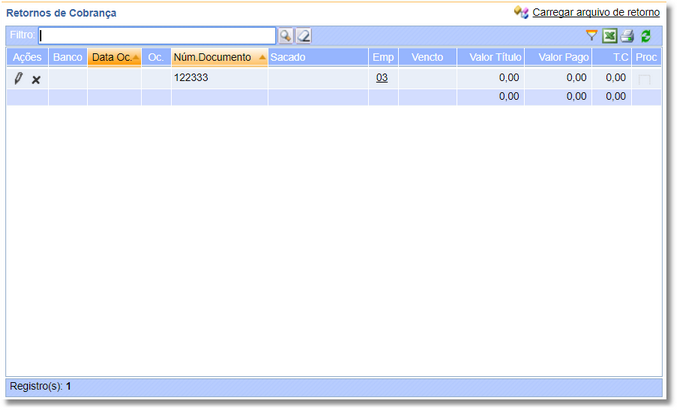 Retornos de Cobrança Carregar arquivo de retorno
Filtro:
Ações Banco Data Oc. Oc. Núm.Documento Sacado Emp Vencto Valor Título Valor Pago T.C Proc
122333 03 0,00 0,00 0,00
0,00 0,00 0,00
Registro(s): 1